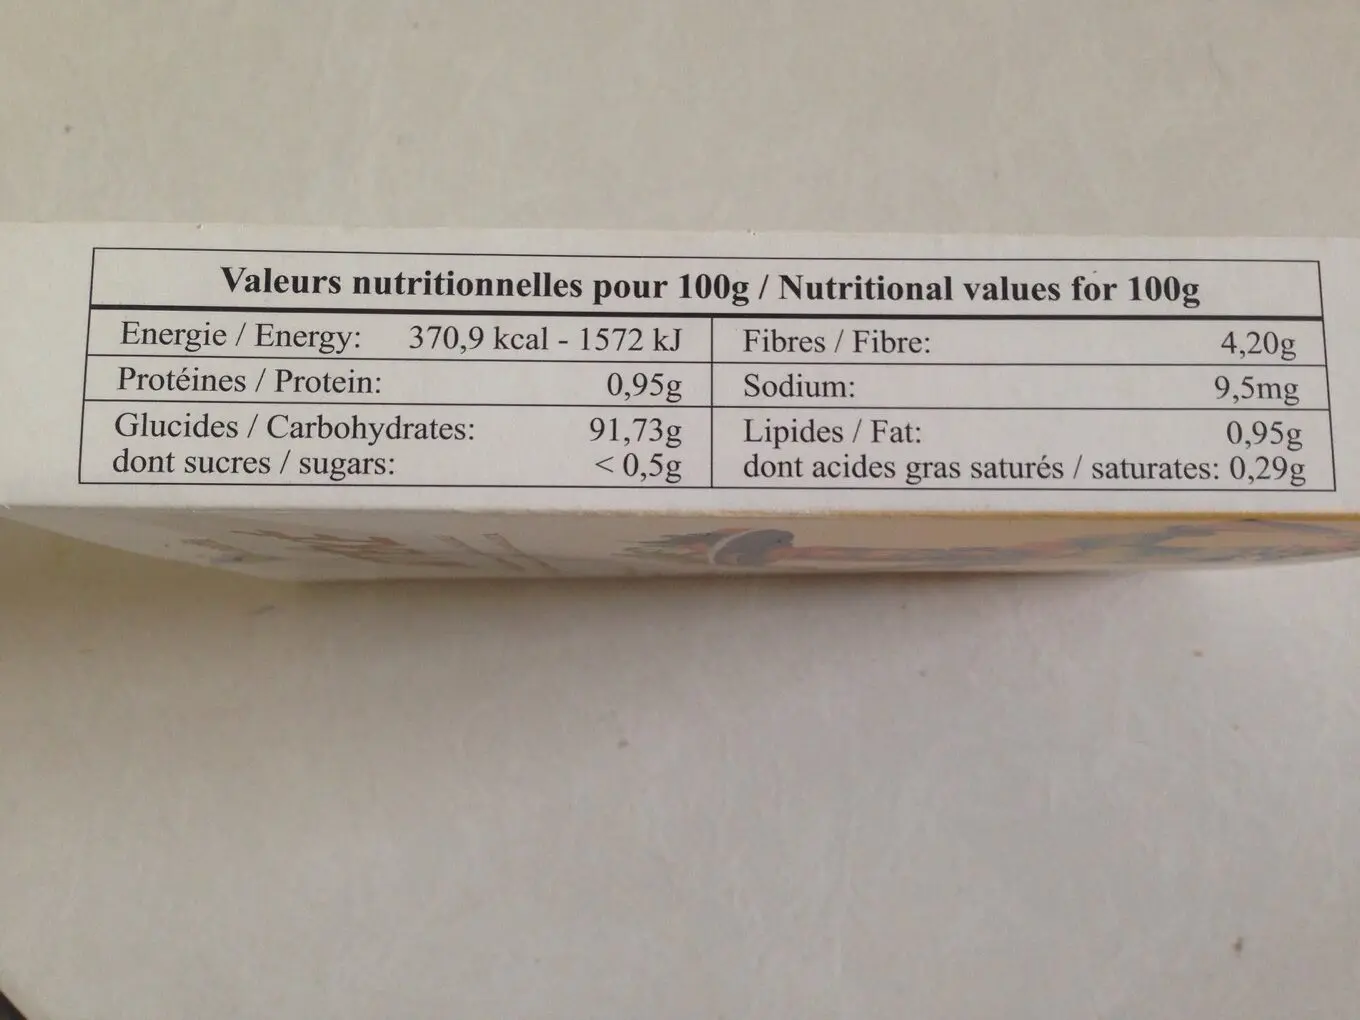 Valeurs nutritionnelles pour 100g / Nutritional values for 100g
Energie / Energy: 370,9 kcal - 1572 kJ
Protéines / Protein: 0,95g
Glucides / Carbohydrates: 91,73g
dont sucres / sugars: < 0,5g
Fibres / Fibre: 4,20g
Sodium: 9,5mg
Lipides / Fat: 0,95g
dont acides gras saturés / saturates: 0,29g